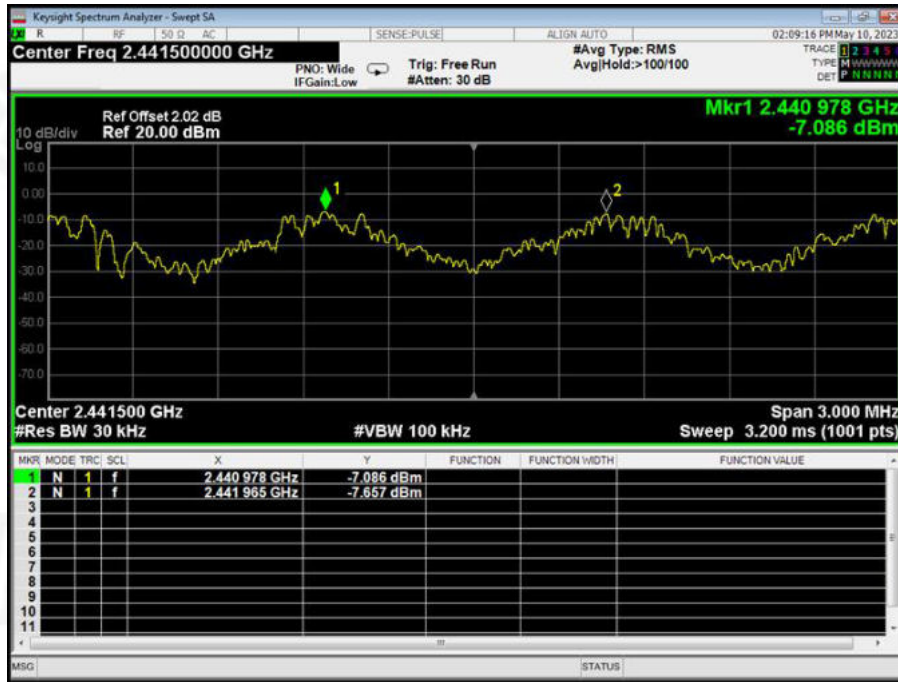 Keysight Spectrum Analyzer - Swept SA
R RF 50 Ω AC SENSE:PULSE ALIGN AUTO 02:09:16 PM May 10, 2023
Center Freq 2.441500000 GHz
PNO: Wide
IFGain:Low
Trig: Free Run
#Atten: 30 dB
#Avg Type: RMS
Avg|Hold:>100/100
TRACE 1 2 3 4 5
TYPE M WWWWW
DET P N N N N
Mkr1 2.440 978 GHz
-7.086 dBm
Ref Offset 2.02 dB
10 dB/div Ref 20.00 dBm
Log
10.0
0.00
-10.0
-20.0
-30.0
-40.0
-50.0
-60.0
-70.0
1
2
Center 2.441500 GHz Span 3.000 MHz
#Res BW 30 kHz #VBW 100 kHz Sweep 3.200 ms (1001 pts)
MKR MODE TRC SCL X Y FUNCTION FUNCTION WIDTH FUNCTION VALUE
1 N 1 f 2.440 978 GHz -7.086 dBm
2 N 1 f 2.441 965 GHz -7.657 dBm
3
4
5
6
7
8
9
10
11
MSG STATUS